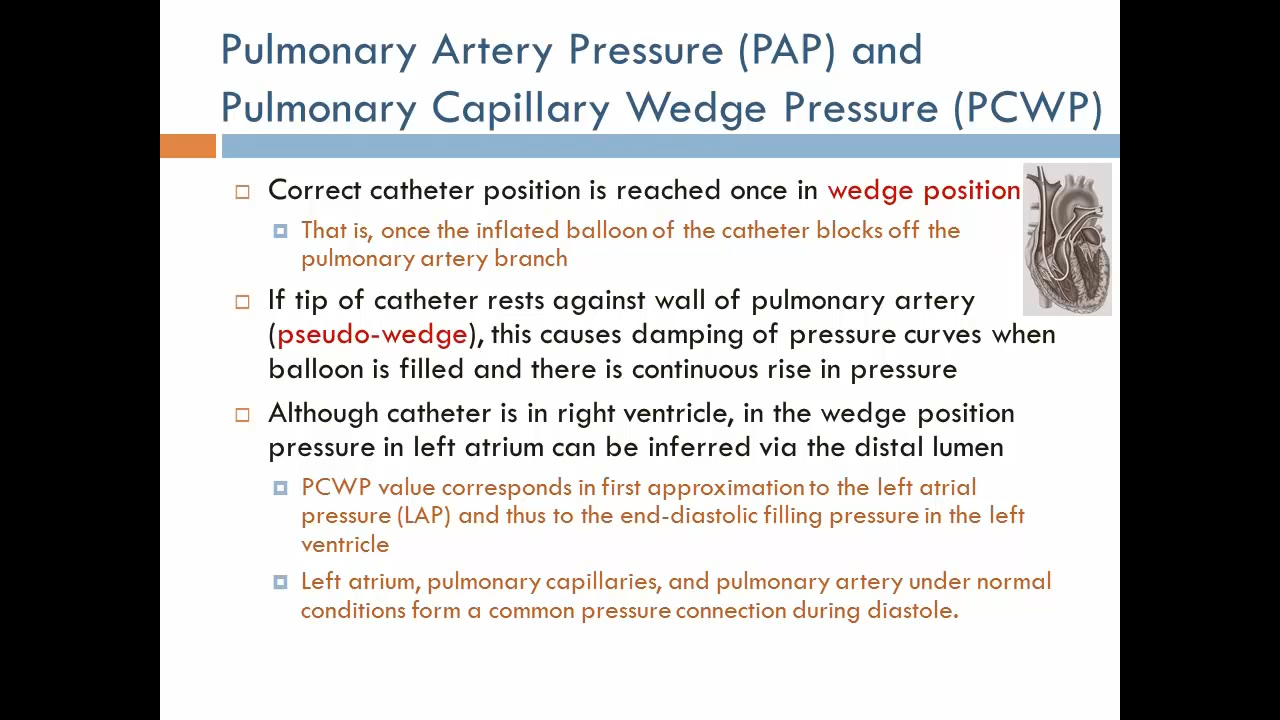 Pulmonary Artery Pressure (PAP) and
Pulmonary Capillary Wedge Pressure (PCWP)
Correct catheter position is reached once in wedge position
That is, once the inflated balloon of the catheter blocks off the
pulmonary artery branch
If tip of catheter rests against wall of pulmonary artery
(pseudo-wedge), this causes damping of pressure curves when
balloon is filled and there is continuous rise in pressure
Although catheter is in right ventricle, in the wedge position
pressure in left atrium can be inferred via the distal lumen
PCWP value corresponds in first approximation to the left atrial
pressure (LAP) and thus to the end-diastolic filling pressure in the left
ventricle
Left atrium, pulmonary capillaries, and pulmonary artery under normal
conditions form a common pressure connection during diastole.